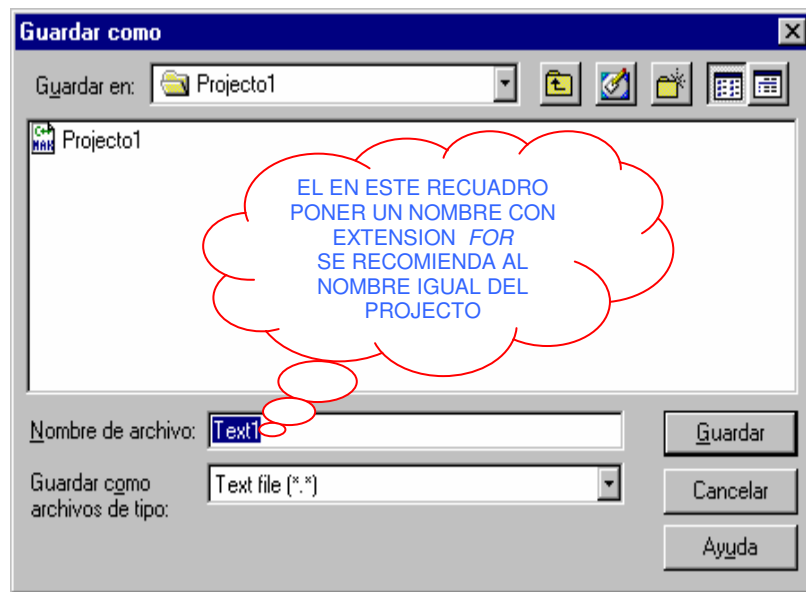 Guardar como
Guardar en: Projecto1
Projecto1
EL EN ESTE RECUADRO
PONER UN NOMBRE CON
EXTENSION FOR
SE RECOMIENDA AL
NOMBRE IGUAL DEL
PROJECTO
Nombre de archivo: Text1 Guardar
Guardar como
archivos de tipo: Text file (*.*) Cancelar
Ayuda